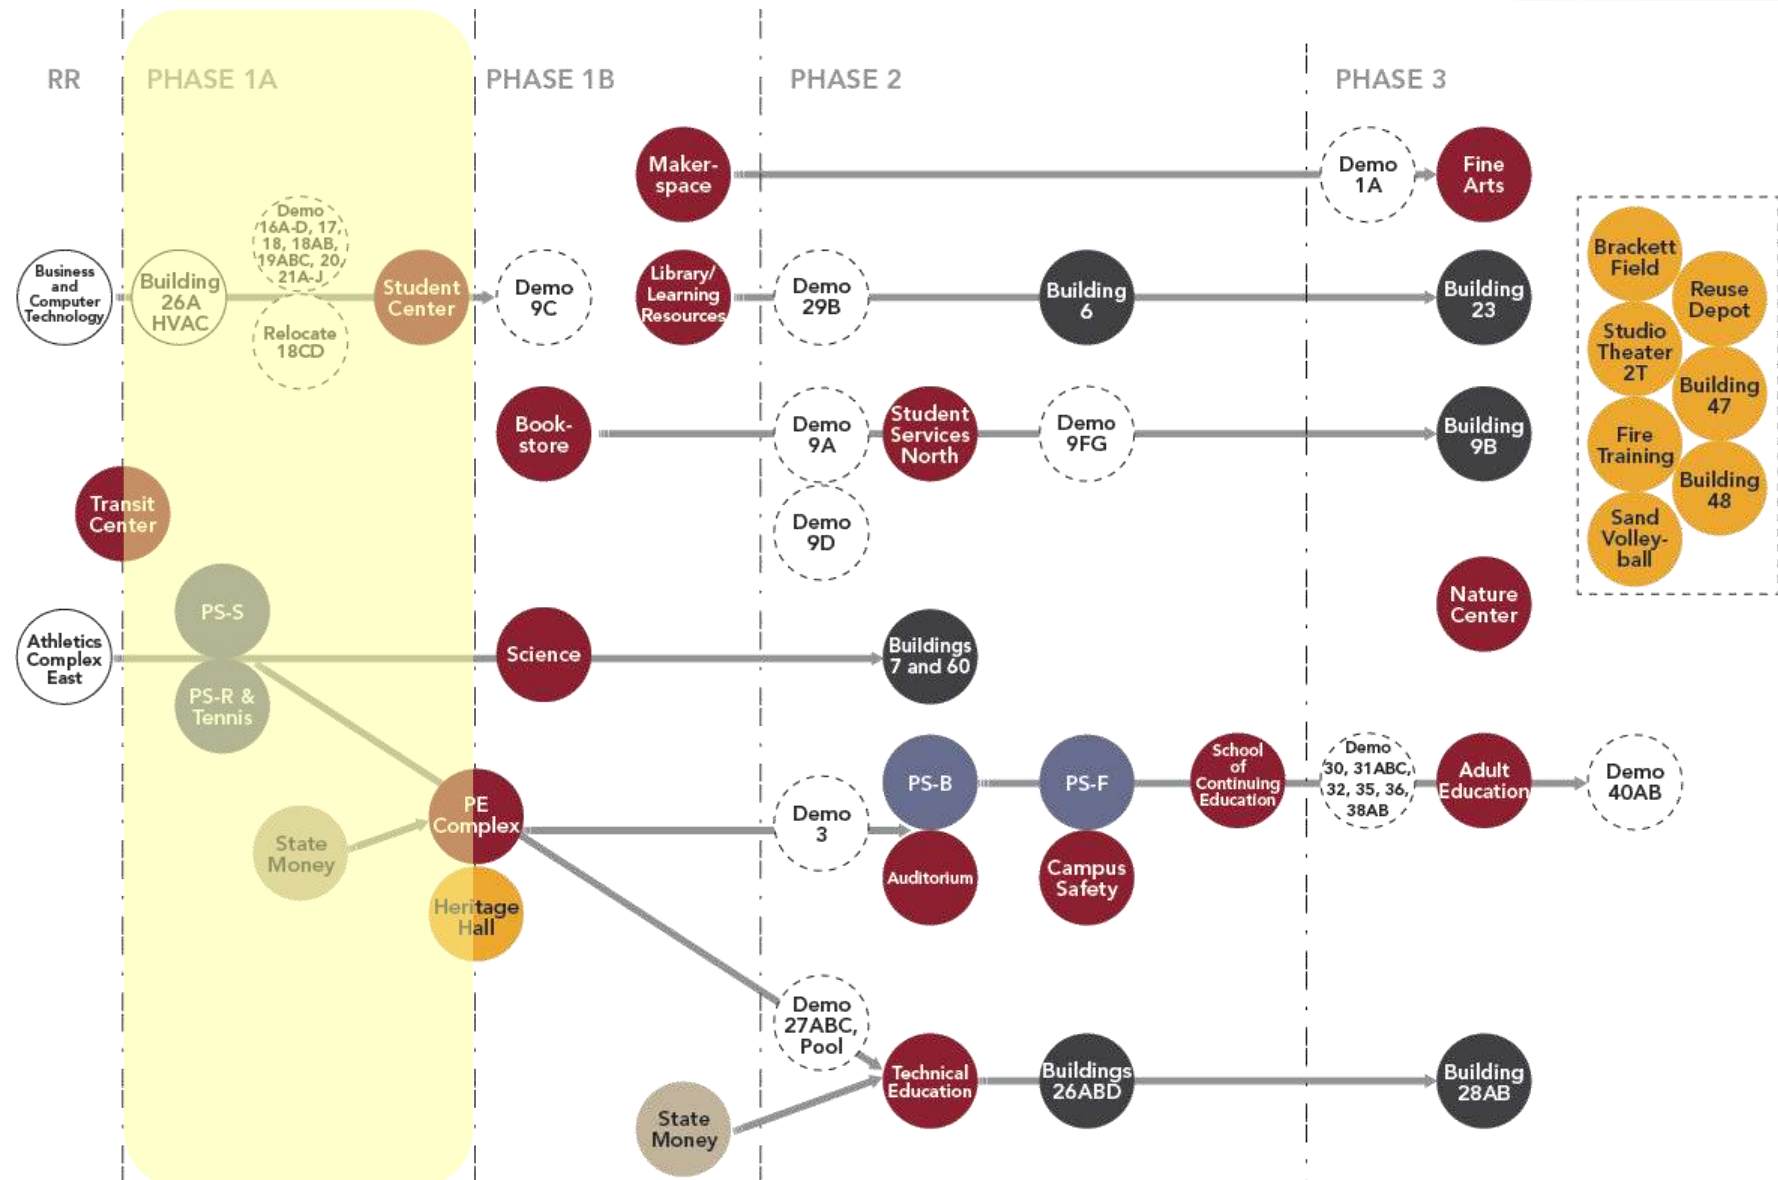 RR
PHASE 1A
PHASE 1B
PHASE 2
PHASE 3
Maker-
space
Demo
1A
Fine
Arts
Business
and
Computer
Technology
Building
26A
HVAC
Demo
16A-D, 17,
18, 18AB,
19ABC, 20,
21A-J
Relocate
18CD
Student
Center
Demo
9C
Library/
Learning
Resources
Demo
29B
Building
6
Building
23
Book-
store
Demo
9A
Student
Services
North
Demo
9FG
Building
9B
Demo
9D
Transit
Center
Brackett
Field
Reuse
Depot
Studio
Theater
2T
Building
47
Fire
Training
Building
48
Sand
Volley-
ball
Nature
Center
Athletics
Complex
East
PS-S
PS-R &
Tennis
Science
Buildings
7 and 60
State
Money
PE
Complex
Heritage
Hall
Demo
3
PS-B
Auditorium
PS-F
Campus
Safety
School
of
Continuing
Education
Demo
30, 31ABC,
32, 35, 36,
38AB
Adult
Education
Demo
40AB
Demo
27ABC,
Pool
State
Money
Technical
Education
Buildings
26ABD
Building
28AB